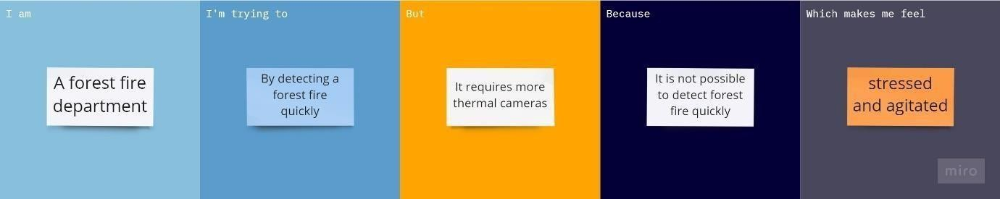 I am
A forest fire
department
I'm trying to
By detecting a
forest fire
quickly
But
It requires more
thermal cameras
Because
It is not possible
to detect forest
fire quickly
Which makes me feel
stressed
and agitated
miro